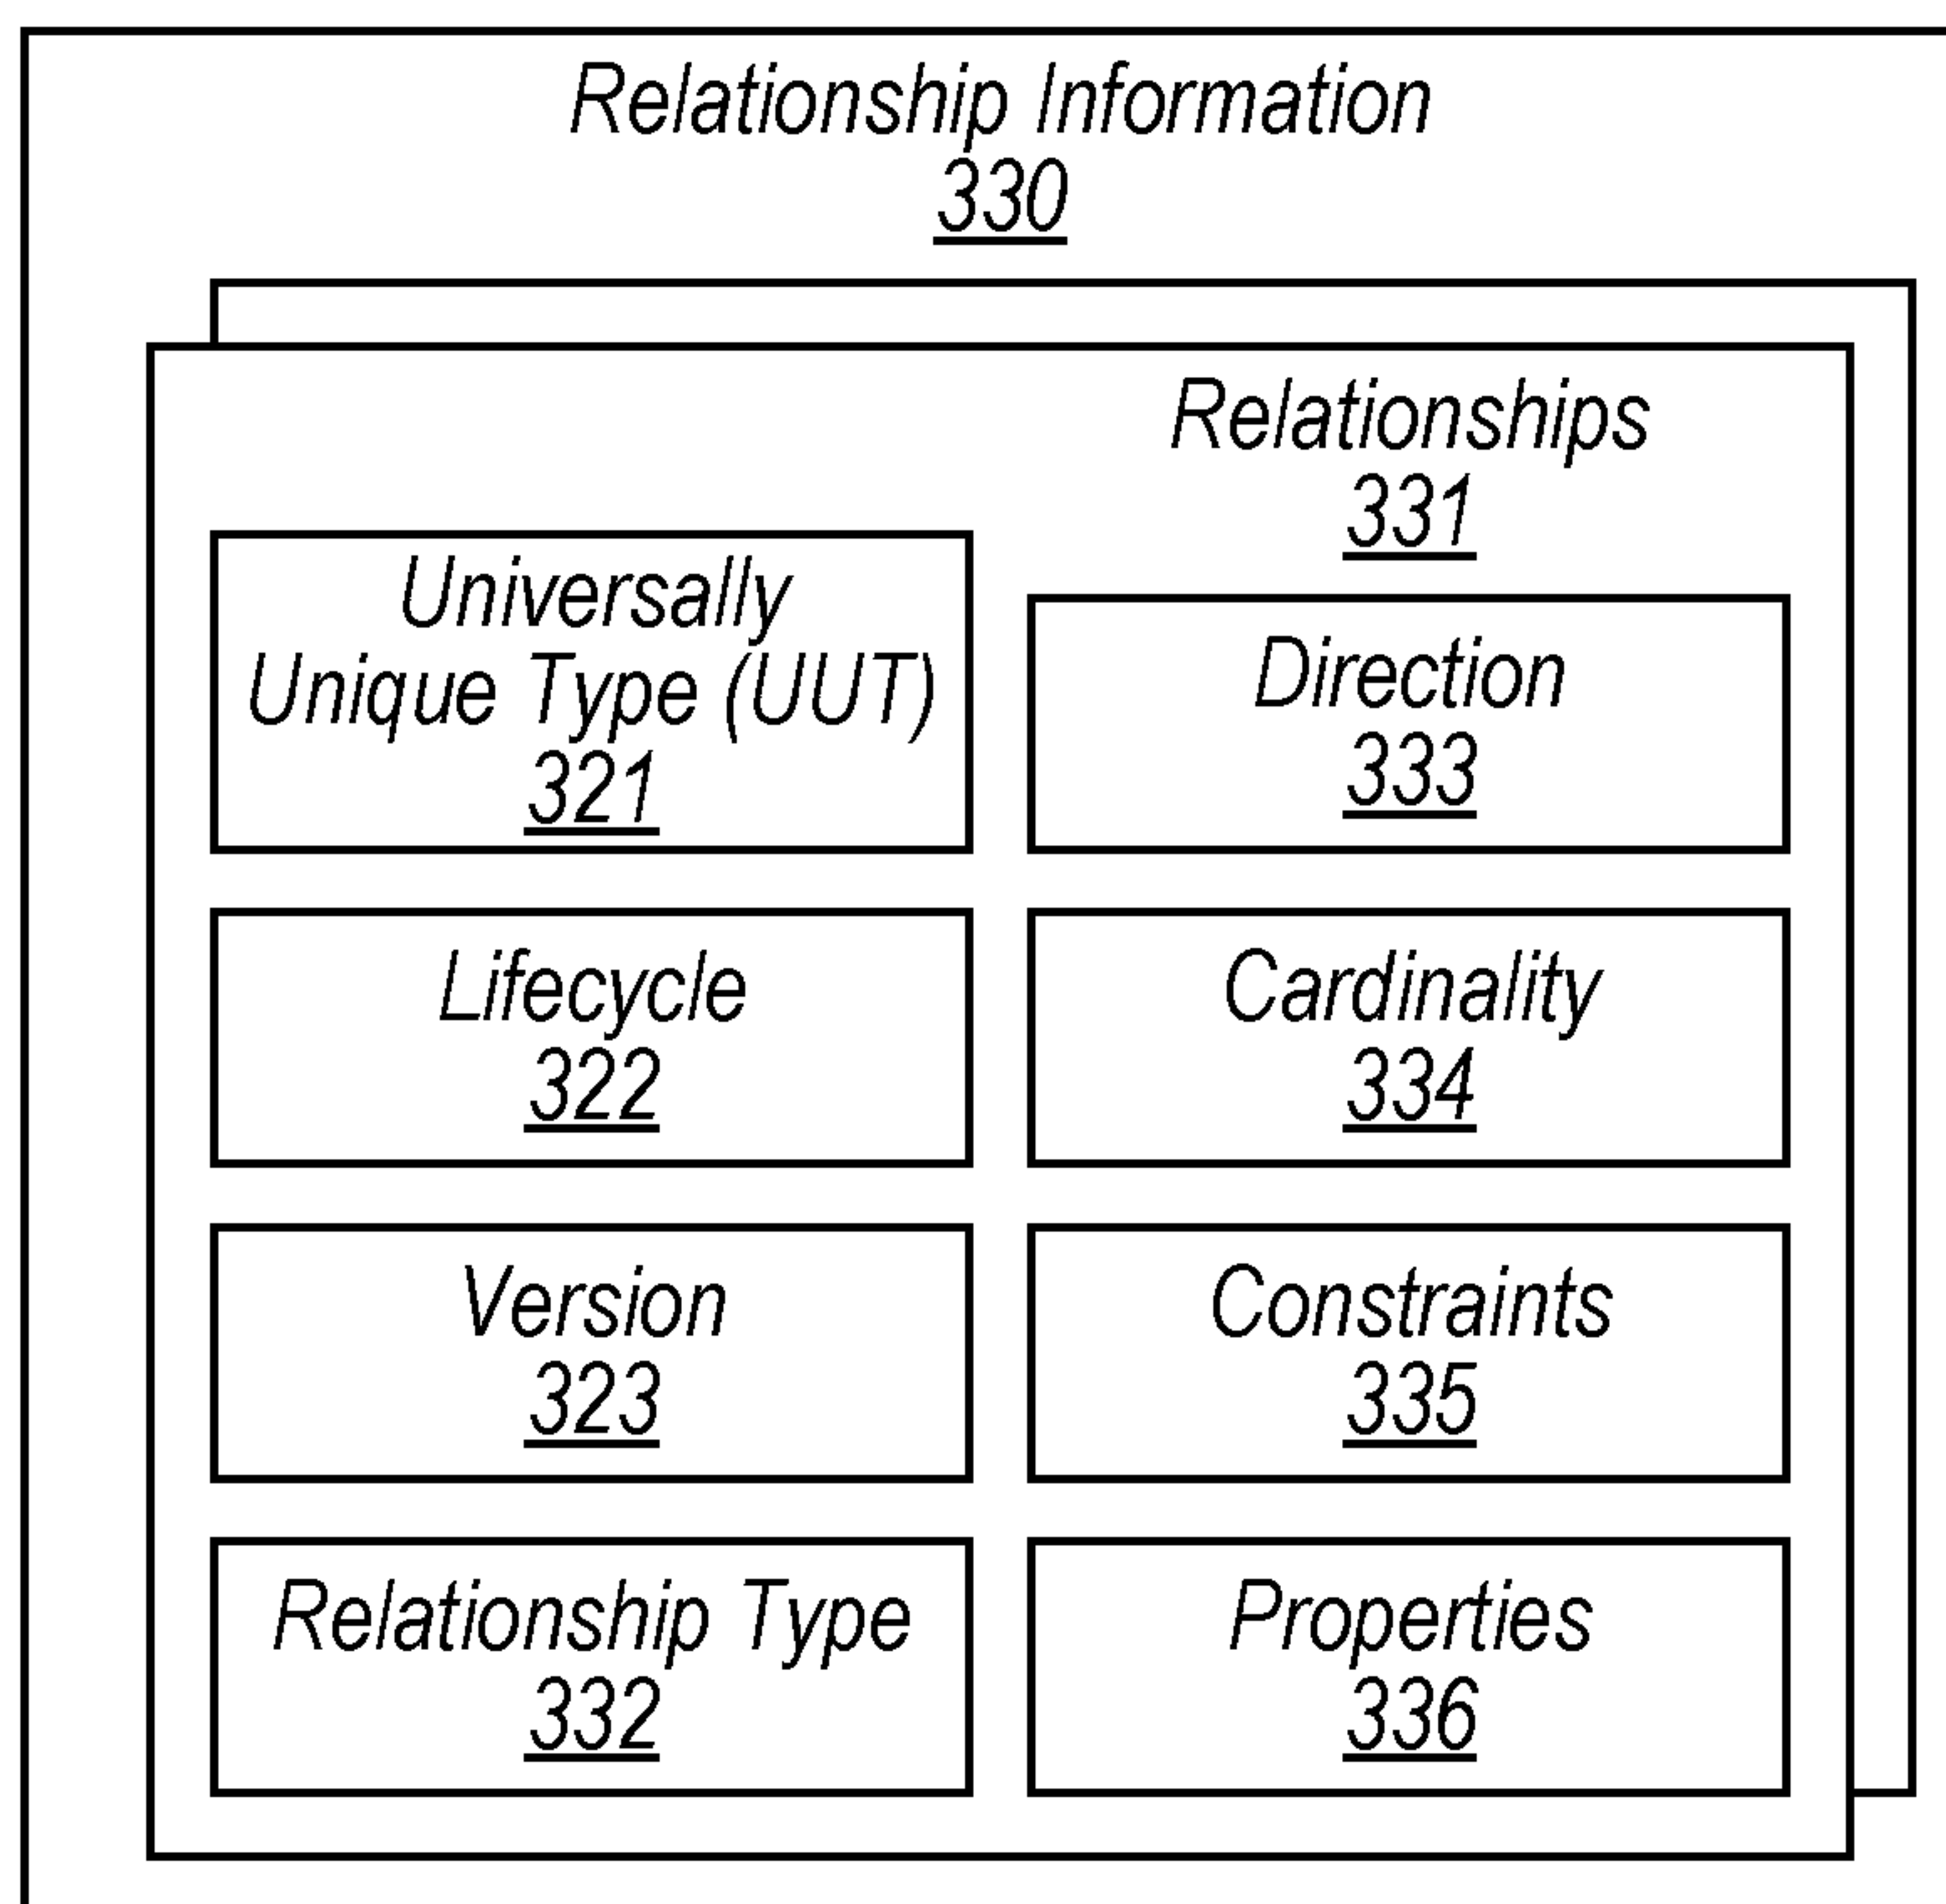 Relationship Information
330
Relationships
331
Universally
Unique Type (UUT)
321
Direction
333
Lifecycle
322
Cardinality
334
Version
323
Constraints
335
Relationship Type
332
Properties
336